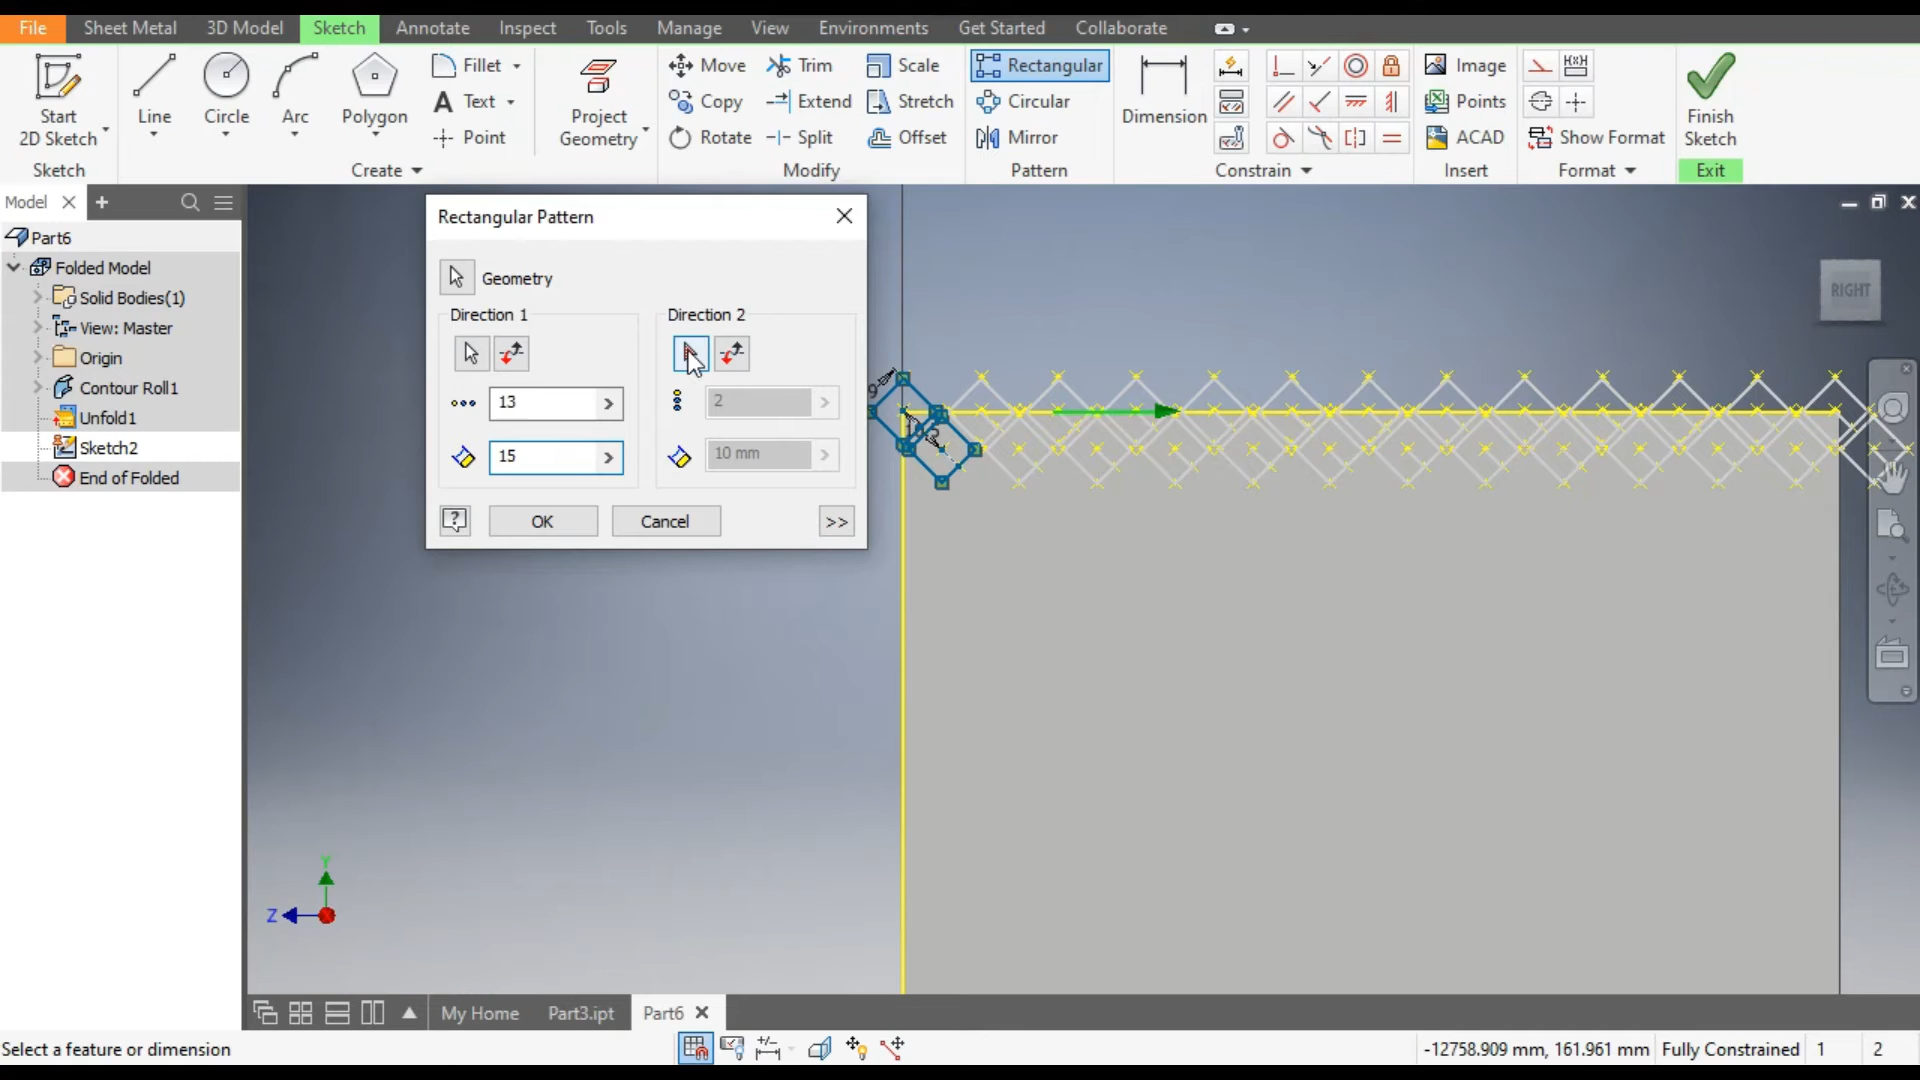 File Sheet Metal 3D Model Sketch Annotate Inspect Tools Manage View Environments Get Started Collaborate
Start
2D Sketch
Line Circle Arc Polygon
Fillet
Text
Point
Project
Geometry
Move Trim Scale
Copy Extend Stretch
Rotate Split Offset
Rectangular
Circular
Mirror
Dimension
Image
Points
ACAD
Show Format
Finish
Sketch
Sketch Create Modify Pattern Constrain Insert Format Exit
Model
Part6
Folded Model
Solid Bodies(1)
View: Master
Origin
Contour Roll1
Unfold1
Sketch2
End of Folded
Rectangular Pattern
Geometry
Direction 1 Direction 2
13 2
15 10 mm
OK Cancel >>
RIGHT
9
Y
Z
My Home Part3.ipt Part6
Select a feature or dimension
-12758.909 mm, 161.961 mm Fully Constrained 1 2